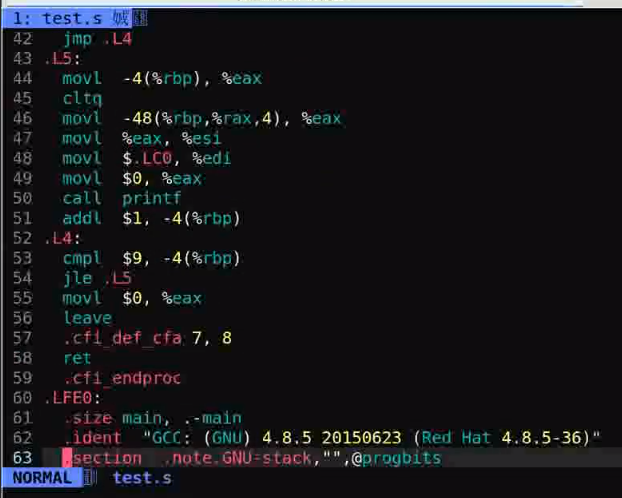 1: test.s
42 jmp .L4
43 .L5:
44 movl -4(%rbp), %eax
45 cltq
46 movl -48(%rbp,%rax,4), %eax
47 movl %eax, %esi
48 movl $.LC0, %edi
49 movl $0, %eax
50 call printf
51 addl $1, -4(%rbp)
52 .L4:
53 cmpl $9, -4(%rbp)
54 jle .L5
55 movl $0, %eax
56 leave
57 .cfi_def_cfa 7, 8
58 ret
59 .cfi_endproc
60 .LFE0:
61 .size main, .-main
62 .ident "GCC: (GNU) 4.8.5 20150623 (Red Hat 4.8.5-36)"
63 .section .note.GNU-stack,"",@progbits
NORMAL test.s